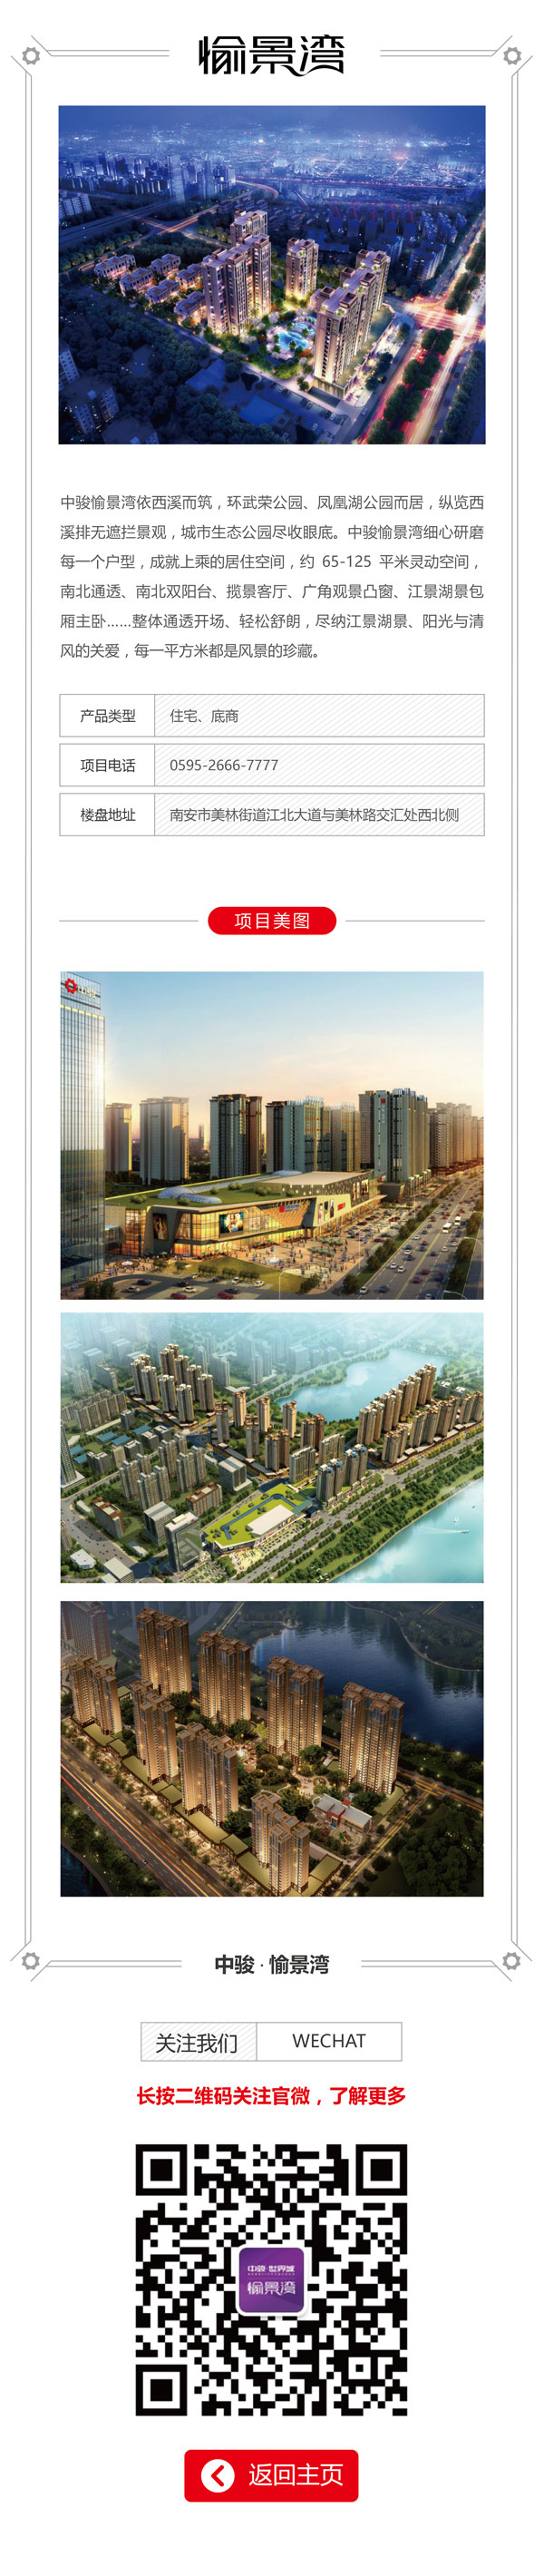 愉景湾
中骏愉景湾依西溪而筑，环武荣公园、凤凰湖公园而居，纵览西
溪排无遮拦景观，城市生态公园尽收眼底。中骏愉景湾细心研磨
每一个户型，成就上乘的居住空间，约 65-125 平米灵动空间，
南北通透、南北双阳台、揽景客厅、广角观景凸窗、江景湖景包
厢主卧......整体通透开场、轻松舒朗，尽纳江景湖景、阳光与清
风的关爱，每一平方米都是风景的珍藏。
产品类型 住宅、底商
项目电话 0595-2666-7777
楼盘地址 南安市美林街道江北大道与美林路交汇处西北侧
项目美图
中骏·愉景湾
关注我们 WECHAT
长按二维码关注官微，了解更多
中骏·世界城
愉景湾
返回主页